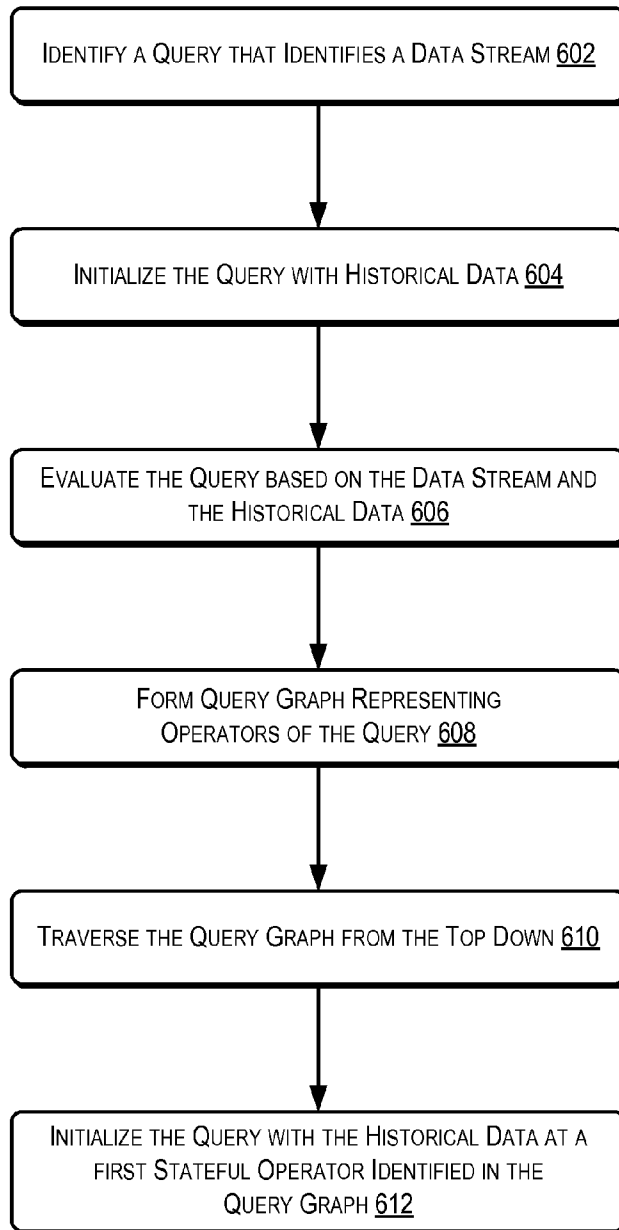 IDENTIFY A QUERY THAT IDENTIFIES A DATA STREAM 602
INITIALIZE THE QUERY WITH HISTORICAL DATA 604
EVALUATE THE QUERY BASED ON THE DATA STREAM AND
THE HISTORICAL DATA 606
FORM QUERY GRAPH REPRESENTING
OPERATORS OF THE QUERY 608
TRAVERSE THE QUERY GRAPH FROM THE TOP DOWN 610
INITIALIZE THE QUERY WITH THE HISTORICAL DATA AT A
FIRST STATEFUL OPERATOR IDENTIFIED IN THE
QUERY GRAPH 612